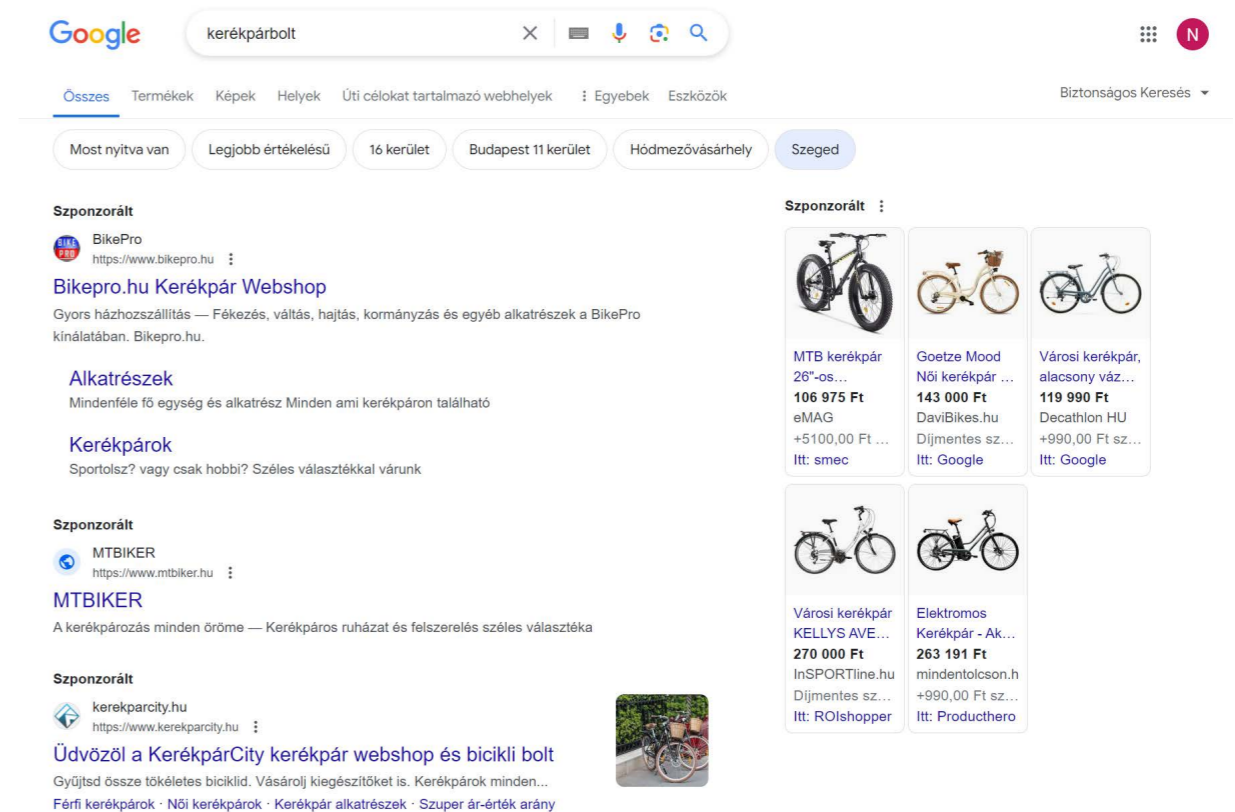 Google
kerékpárbolt
N
Összes Termékek Képek Helyek Úti célokat tartalmazó webhelyek Egyebek Eszközök
Biztonságos Keresés
Most nyitva van Legjobb értékelésű 16 kerület Budapest 11 kerület Hódmezővásárhely Szeged
Szponzorált
BIKE
PRO
BikePro
https://www.bikepro.hu
Bikepro.hu Kerékpár Webshop
Gyors házhozszállítás — Fékezés, váltás, hajtás, kormányzás és egyéb alkatrészek a BikePro
kínálatában. Bikepro.hu.
Alkatrészek
Mindenféle fő egység és alkatrész Minden ami kerékpáron található
Kerékpárok
Sportolsz? vagy csak hobbi? Széles választékkal várunk
Szponzorált
MTBIKER
https://www.mtbiker.hu
MTBIKER
A kerékpározás minden öröme — Kerékpáros ruházat és felszerelés széles választéka
Szponzorált
kerekparcity.hu
https://www.kerekparcity.hu
Üdvözöl a KerékpárCity kerékpár webshop és bicikli bolt
Gyűjtsd össze tökéletes biciklid. Vásárolj kiegészítőket is. Kerékpárok minden...
Férfi kerékpárok · Női kerékpárok · Kerékpár alkatrészek · Szuper ár-érték arány
Szponzorált
MTB kerékpár
26"-os...
106 975 Ft
eMAG
+5100,00 Ft ...
Itt: smec
Goetze Mood
Női kerékpár ...
143 000 Ft
DaviBikes.hu
Díjmentes sz...
Itt: Google
Városi kerékpár,
alacsony váz...
119 990 Ft
Decathlon HU
+990,00 Ft sz...
Itt: Google
Városi kerékpár
KELLYS AVE...
270 000 Ft
InSPORTline.hu
Díjmentes sz...
Itt: ROIshopper
Elektromos
Kerékpár - Ak...
263 191 Ft
mindentolcson.h
+990,00 Ft sz...
Itt: Producthero